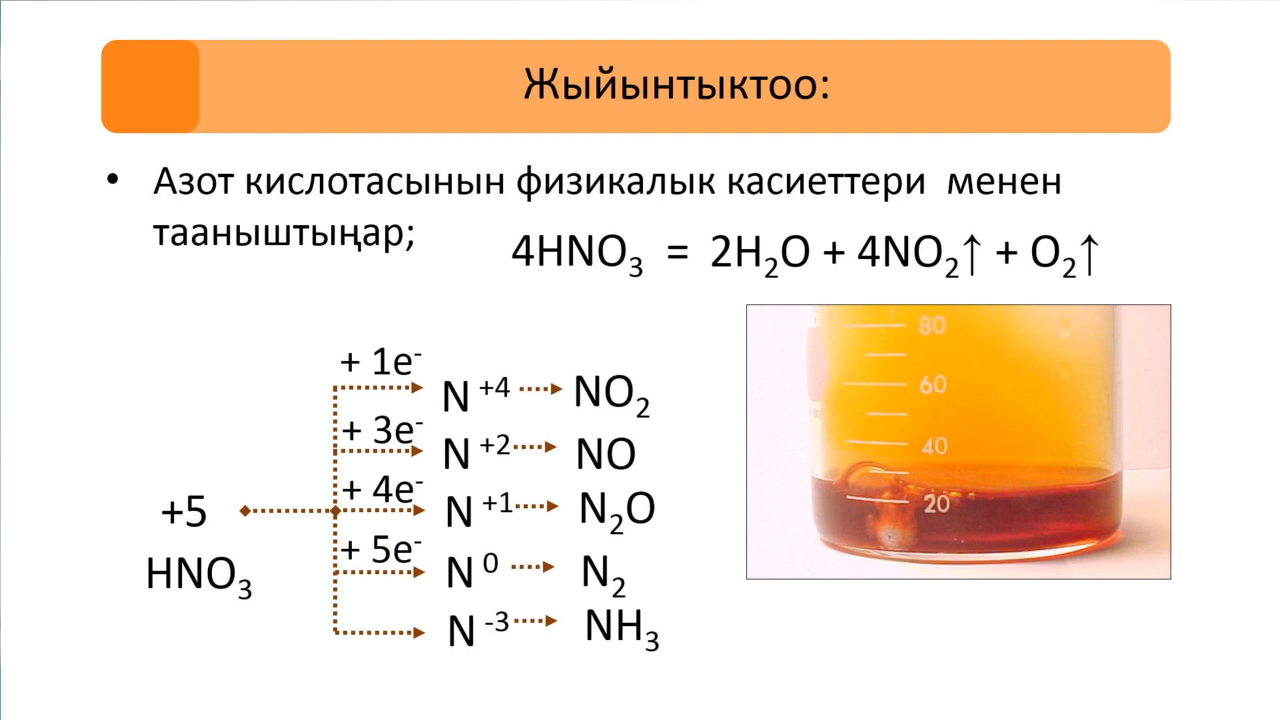 Жыйынтыктоо:
• Азот кислотасынын физикалык касиеттери менен
тааныштыңар;
4HNO₃ = 2H₂O + 4NO₂↑ + O₂↑
80
60
40
20
+ 1e⁻
N ⁺⁴ NO₂
+ 3e⁻
N ⁺² NO
+ 4e⁻
+5
N ⁺¹ N₂O
+ 5e⁻
HNO₃
N ⁰ N₂
N ⁻³ NH₃